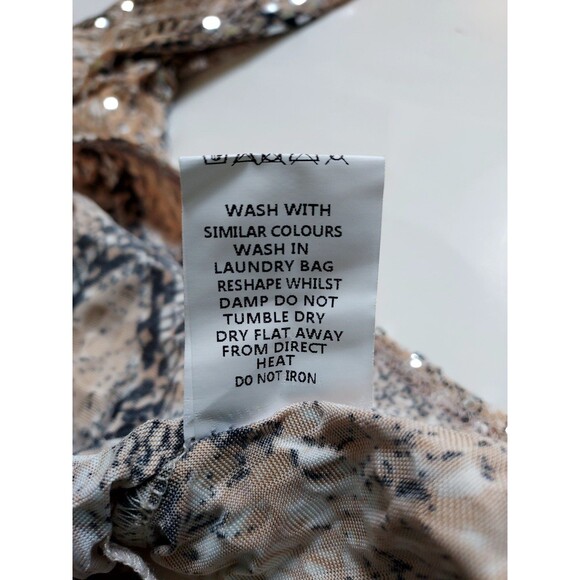 WASH WITH
SIMILAR COLOURS
WASH IN
LAUNDRY BAG
RESHAPE WHILST
DAMP DO NOT
TUMBLE DRY
DRY FLAT AWAY
FROM DIRECT
HEAT
DO NOT IRON